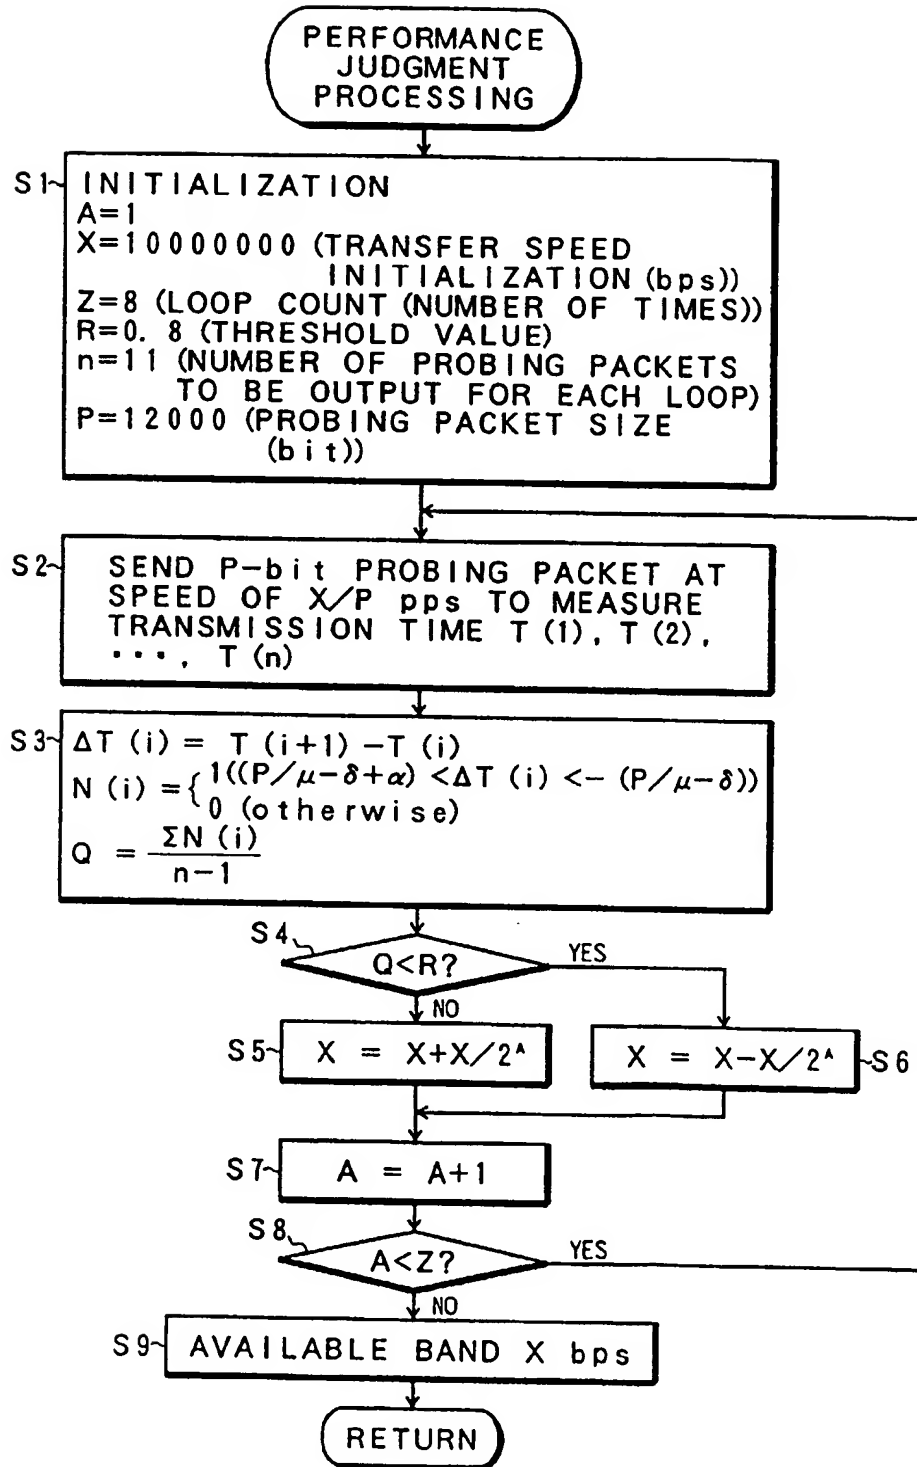 PERFORMANCE
JUDGMENT
PROCESSING
S1
INITIALIZATION
A=1
X=10000000 (TRANSFER SPEED
INITIALIZATION (bps))
Z=8 (LOOP COUNT (NUMBER OF TIMES))
R=0.8 (THRESHOLD VALUE)
n=11 (NUMBER OF PROBING PACKETS
TO BE OUTPUT FOR EACH LOOP)
P=12000 (PROBING PACKET SIZE
(bit))
S2
SEND P-bit PROBING PACKET AT
SPEED OF X/P pps TO MEASURE
TRANSMISSION TIME T(1), T(2),
···, T(n)
S3
ΔT(i) = T(i+1)-T(i)
N(i)={1((P/μ-δ+α)<ΔT(i)<-(P/μ-δ))
0 (otherwise)
Q = ΣN(i)
n-1
S4
Q<R?
YES
NO
S5
X = X+X/2^A
X = X-X/2^A
S6
S7
A = A+1
S8
A<Z?
YES
NO
S9
AVAILABLE BAND X bps
RETURN